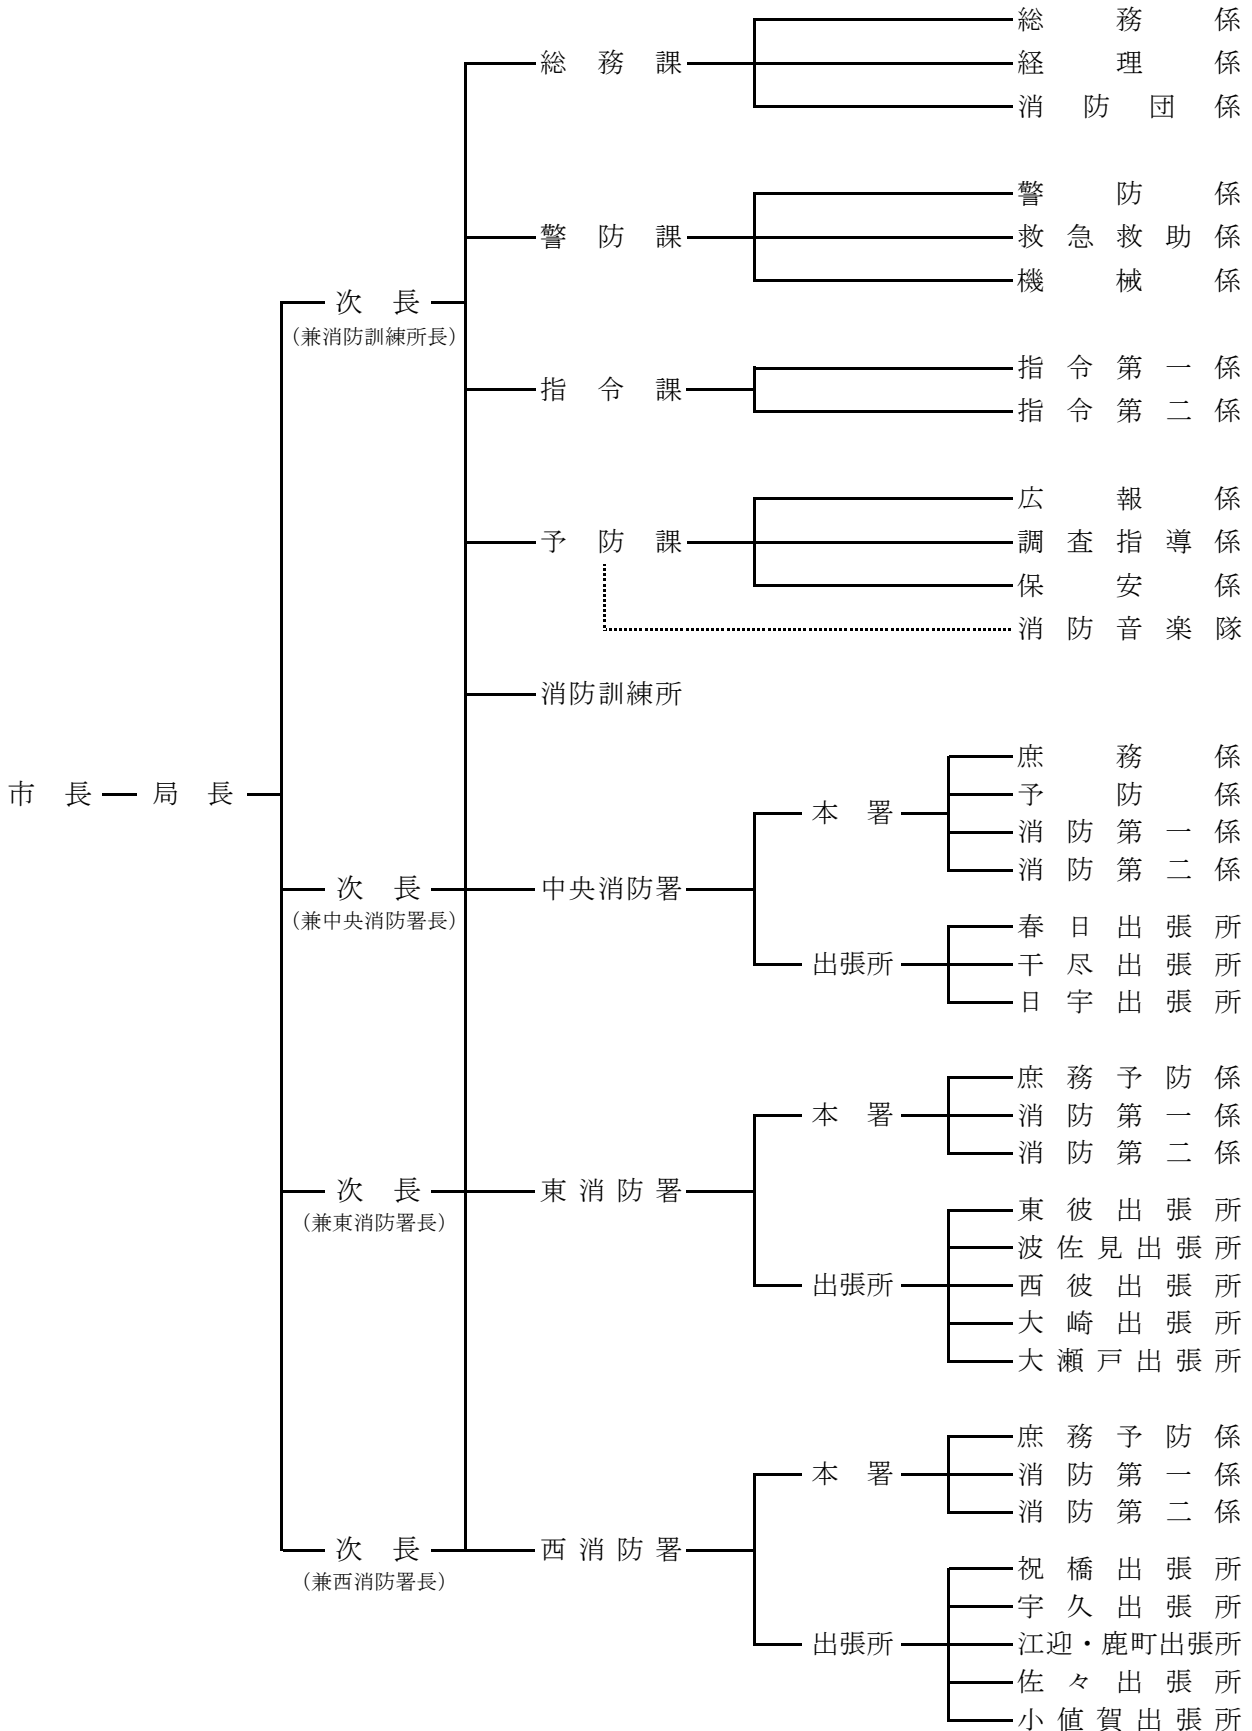 市長
局長
次長
(兼消防訓練所長)
総務課
総務係
経理係
消防団係
警防課
警防係
救急救助係
機械係
指令課
指令第一係
指令第二係
予防課
広報係
調査指導係
保安係
消防音楽隊
消防訓練所
次長
(兼中央消防署長)
中央消防署
本署
庶務係
予防係
消防第一係
消防第二係
出張所
春日出張所
干尽出張所
日宇出張所
次長
(兼東消防署長)
東消防署
本署
庶務予防係
消防第一係
消防第二係
出張所
東彼出張所
波佐見出張所
西彼出張所
大崎出張所
大瀬戸出張所
次長
(兼西消防署長)
西消防署
本署
庶務予防係
消防第一係
消防第二係
出張所
祝橋出張所
宇久出張所
江迎・鹿町出張所
佐々出張所
小値賀出張所